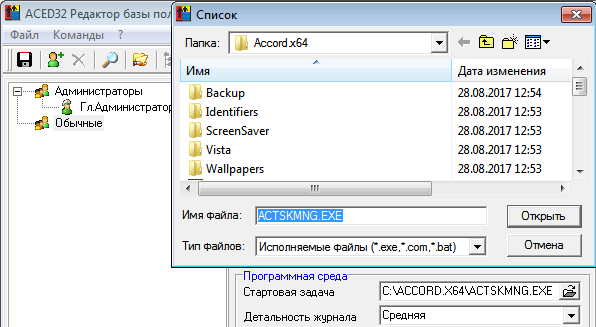 ACED32 Редактор базы пол
Файл Команды ?
Администраторы
Гл.Администратор
Обычные
Список
Папка: Accord.x64
Имя Дата изменения
Backup 28.08.2017 12:54
Identifiers 28.08.2017 12:53
ScreenSaver 28.08.2017 12:53
Vista 28.08.2017 12:53
Wallpapers 28.08.2017 12:53
Имя файла: ACTSKMNG.EXE Открыть
Тип файлов: Исполняемые файлы (*.exe,*.com,*.bat) Отмена
Программная среда
Стартовая задача C:\ACCORD.X64\ACTSKMNG.EXE
Детальность журнала Средняя